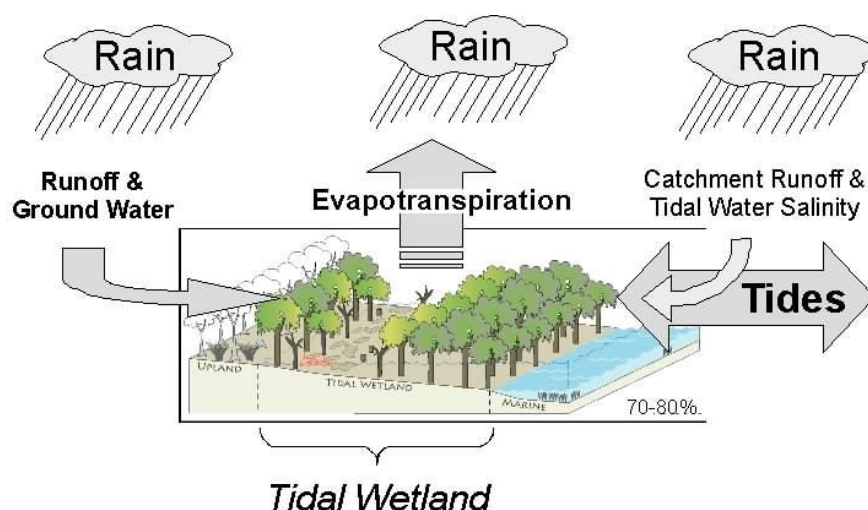 Rain
Rain
Rain
Runoff &
Ground Water
Evapotranspiration
Catchment Runoff &
Tidal Water Salinity
Tides
UPLAND
TIDAL WETLAND
MARINE
70-80%.
Tidal Wetland